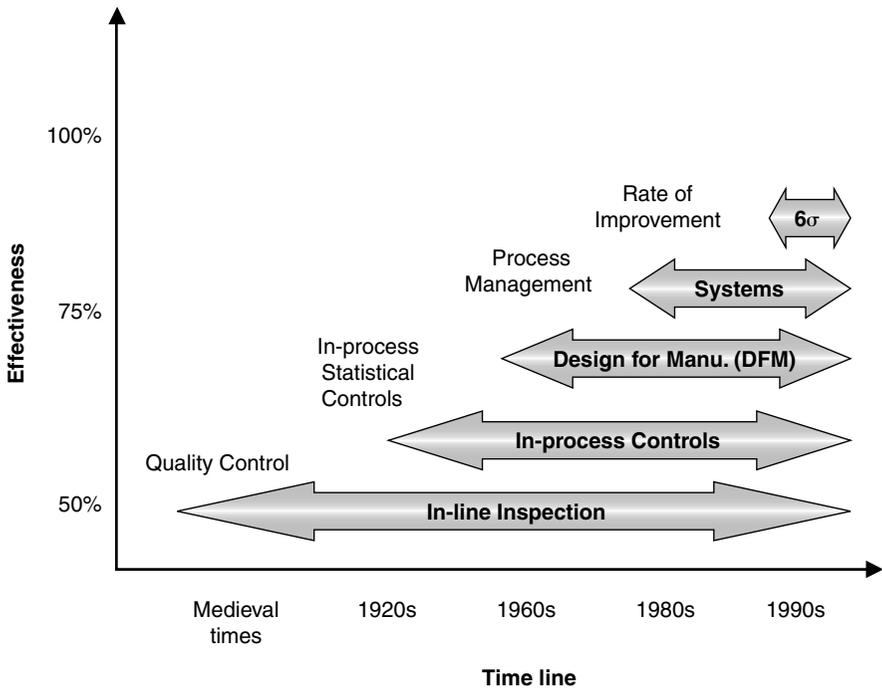 100%
Rate of
Improvement
6σ
Process
Management
Systems
75%
Effectiveness
In-process
Statistical
Controls
Design for Manu. (DFM)
In-process Controls
Quality Control
50%
In-line Inspection
Medieval
times
1920s
1960s
1980s
1990s
Time line